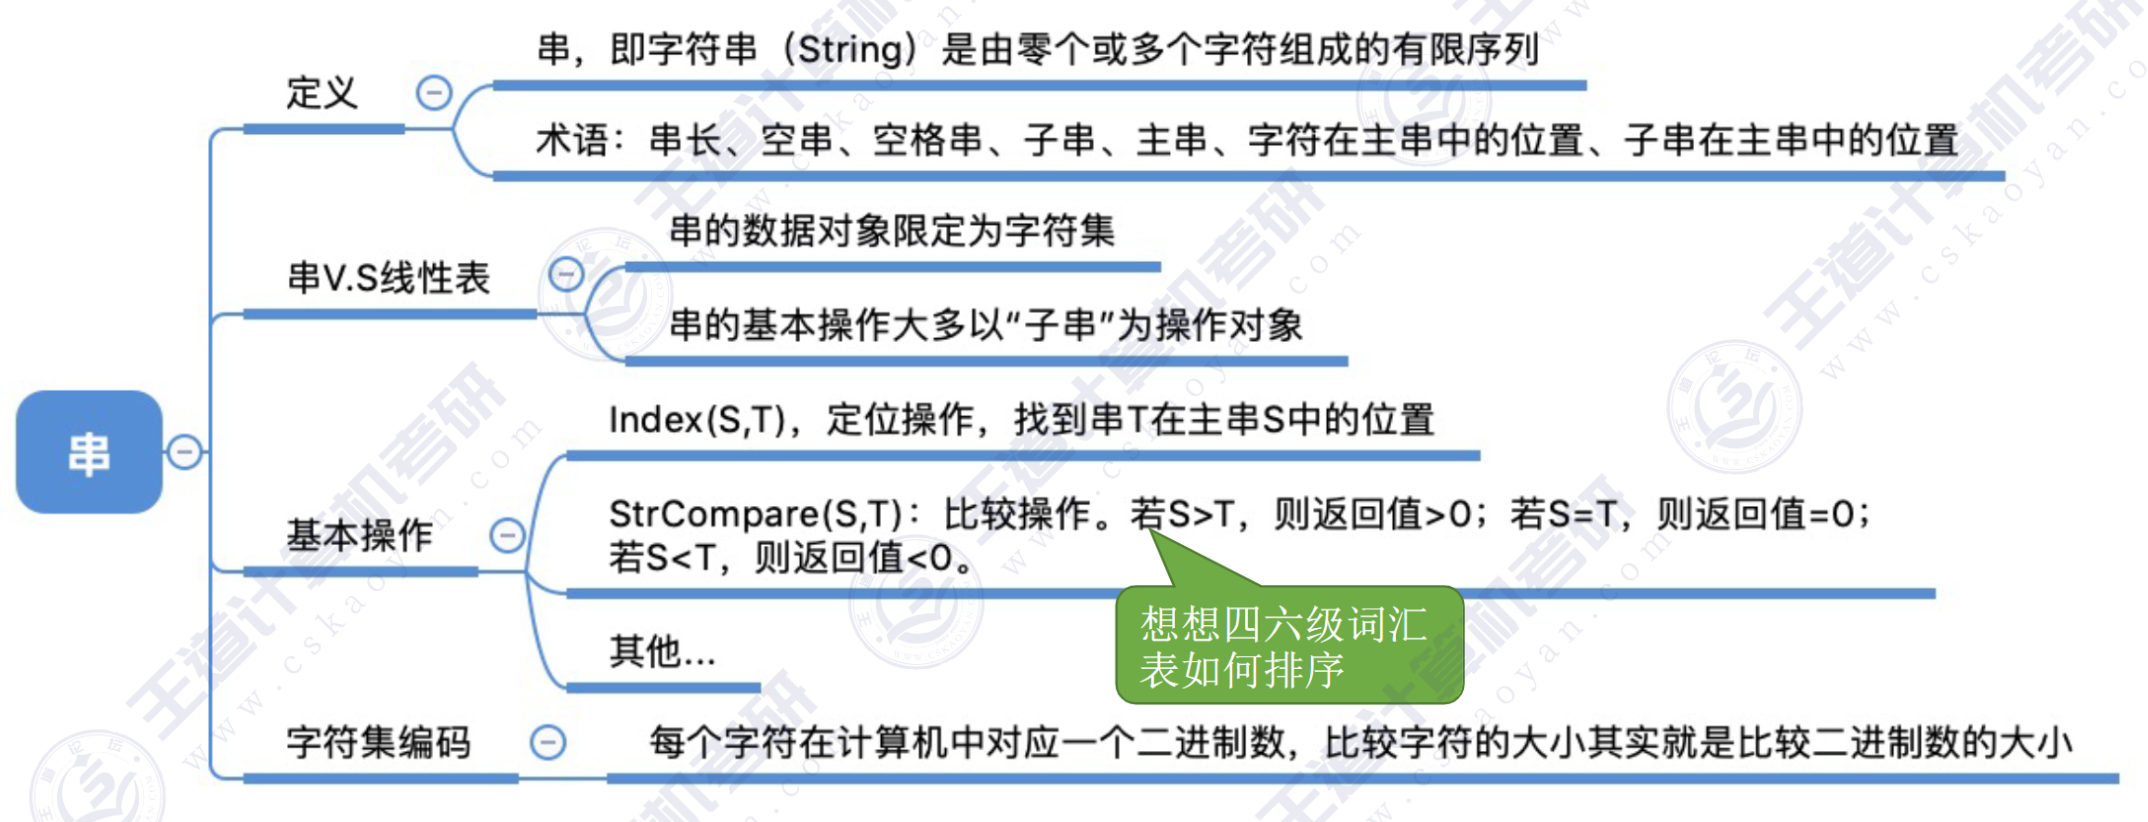 串，即字符串（String）是由零个或多个字符组成的有限序列
定义
术语：串长、空串、空格串、子串、主串、字符在主串中的位置、子串在主串中的位置
串的数据对象限定为字符集
串V.S线性表
串的基本操作大多以“子串”为操作对象
串
Index(S,T)，定位操作，找到串T在主串S中的位置
基本操作
StrCompare(S,T)：比较操作。若S>T，则返回值>0；若S=T，则返回值=0；
若S<T，则返回值<0。
想想四六级词汇
表如何排序
其他...
字符集编码
每个字符在计算机中对应一个二进制数，比较字符的大小其实就是比较二进制数的大小
王道计算机考研
www.cskaoyan.com